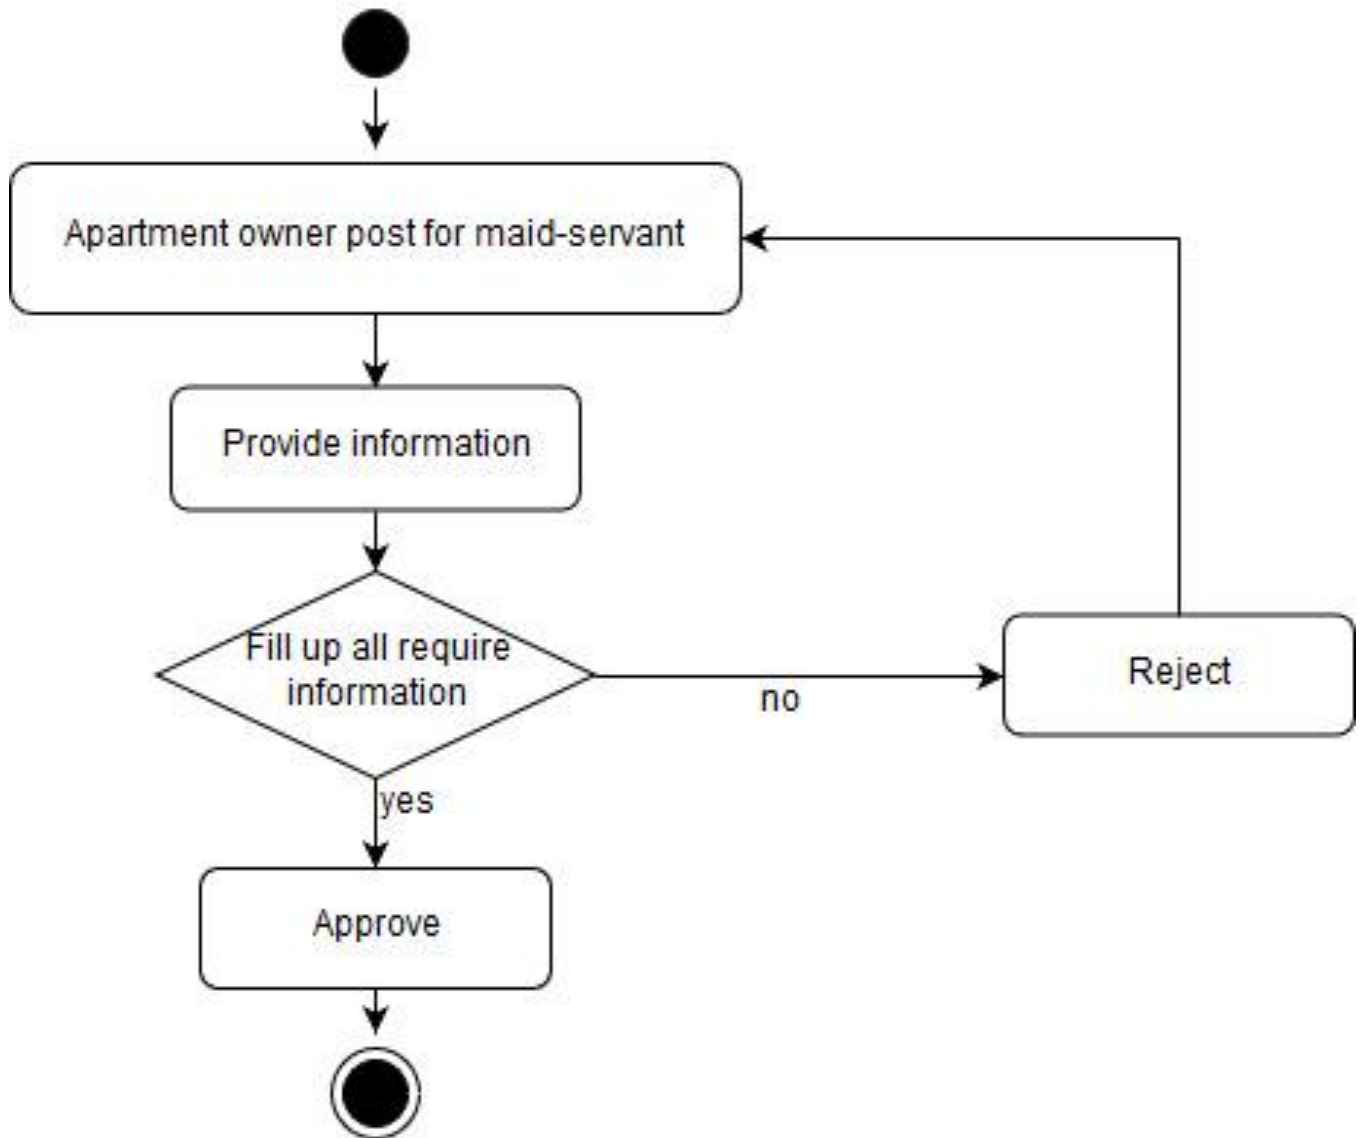 Apartment owner post for maid-servant
Provide information
Fill up all require
information
no
Reject
yes
Approve